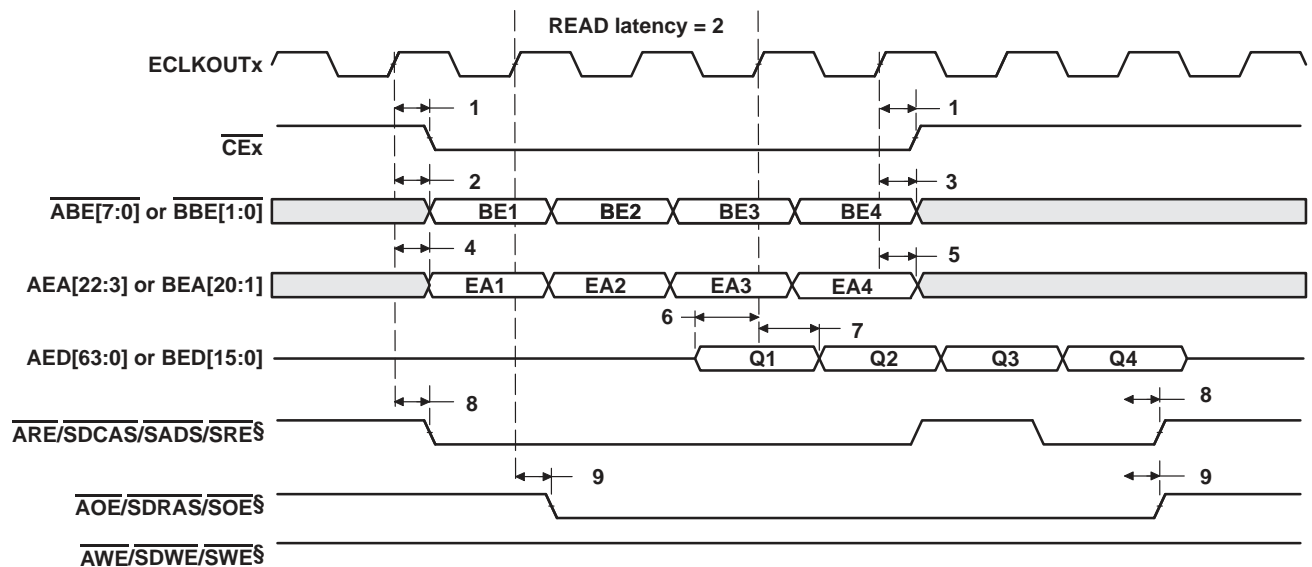 READ latency = 2
ECLKOUTx
1 1
CEx
2 3
ABE[7:0] or BBE[1:0] BE1 BE2 BE3 BE4
4 5
AEA[22:3] or BEA[20:1] EA1 EA2 EA3 EA4
6 7
AED[63:0] or BED[15:0] Q1 Q2 Q3 Q4
8 8
ARE/SDCAS/SADS/SRE§
9 9
AOE/SDRAS/SOE§
AWE/SDWE/SWE§